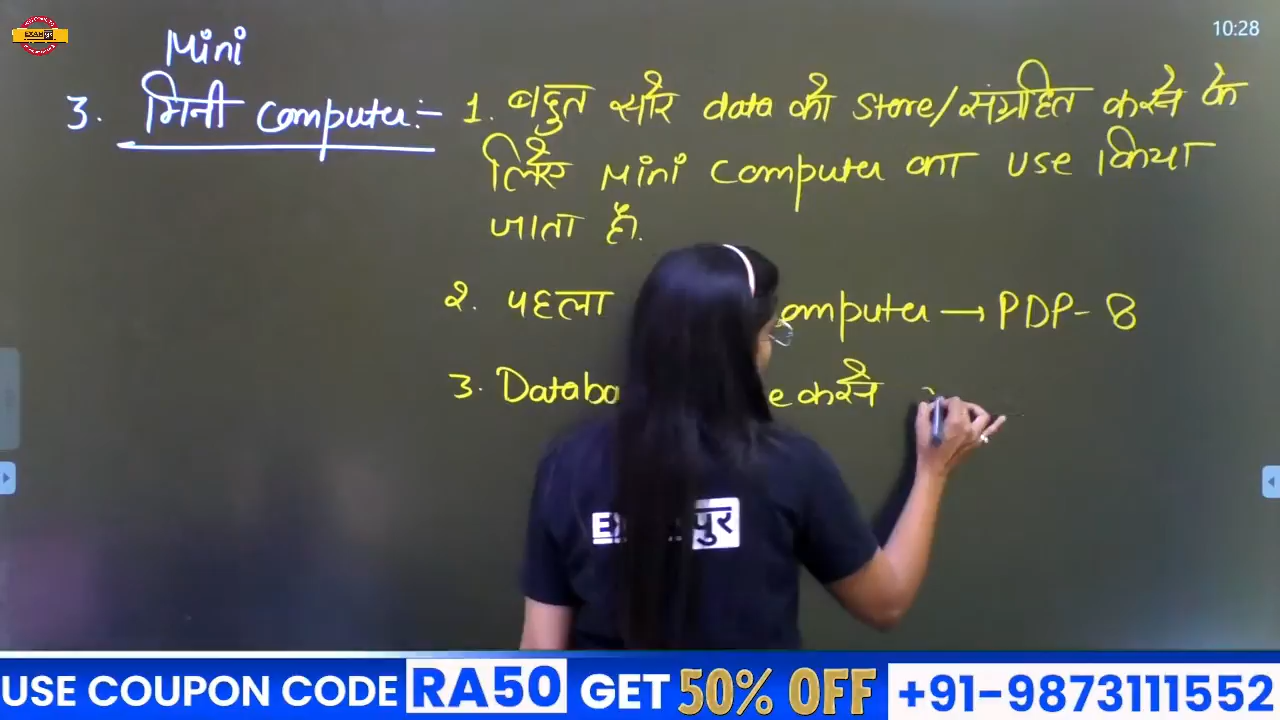 10:28
Mini
3. मिनी Computer:-
1. बहुत सारे data को Store/संग्रहित करने के
लिए Mini Computer का use किया
जाता है.
2. पहला omputer → PDP-8
3. Databa e करने
पुर
USE COUPON CODE RA50 GET 50% OFF +91-9873111552